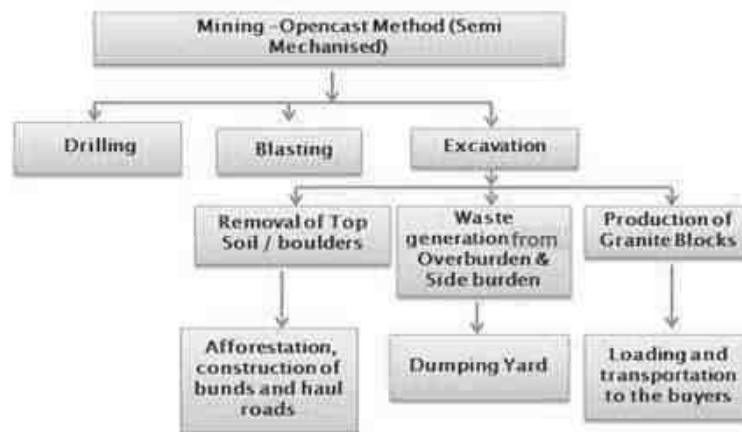 Mining -Opencast Method (Semi
Mechanised)
Drilling
Blasting
Excavation
Removal of Top
Soil / boulders
Waste
generation from
Overburden &
Side burden
Production of
Granite Blocks
Afforestation,
construction of
bunds and haul
roads
Dumping Yard
Loading and
transportation
to the buyers